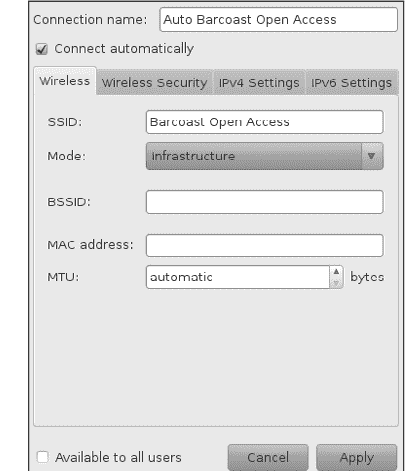 Connection name: Auto Barcoast Open Access
Connect automatically
Wireless Wireless Security IPv4 Settings IPv6 Settings
SSID: Barcoast Open Access
Mode: Infrastructure
BSSID:
MAC address:
MTU: automatic bytes
Available to all users Cancel Apply